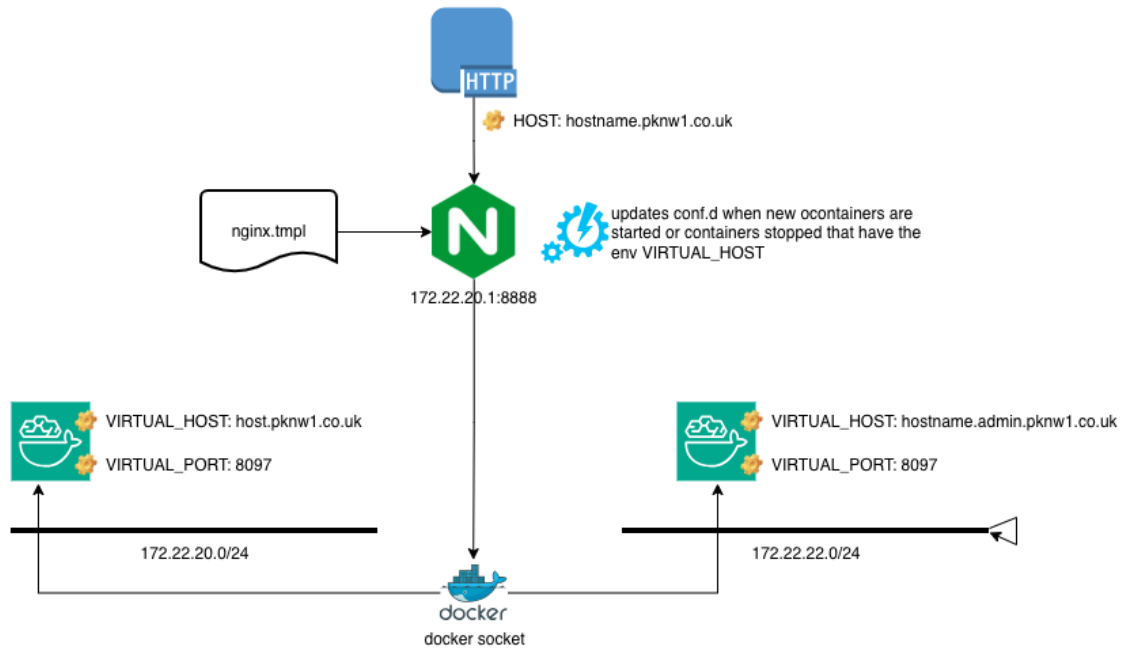 HTTP
HOST: hostname.pknw1.co.uk
nginx.tmpl
N
updates conf.d when new ocontainers are
started or containers stopped that have the
env VIRTUAL_HOST
172.22.20.1:8888
VIRTUAL_HOST: host.pknw1.co.uk
VIRTUAL_PORT: 8097
VIRTUAL_HOST: hostname.admin.pknw1.co.uk
VIRTUAL_PORT: 8097
172.22.20.0/24
172.22.22.0/24
docker
docker socket